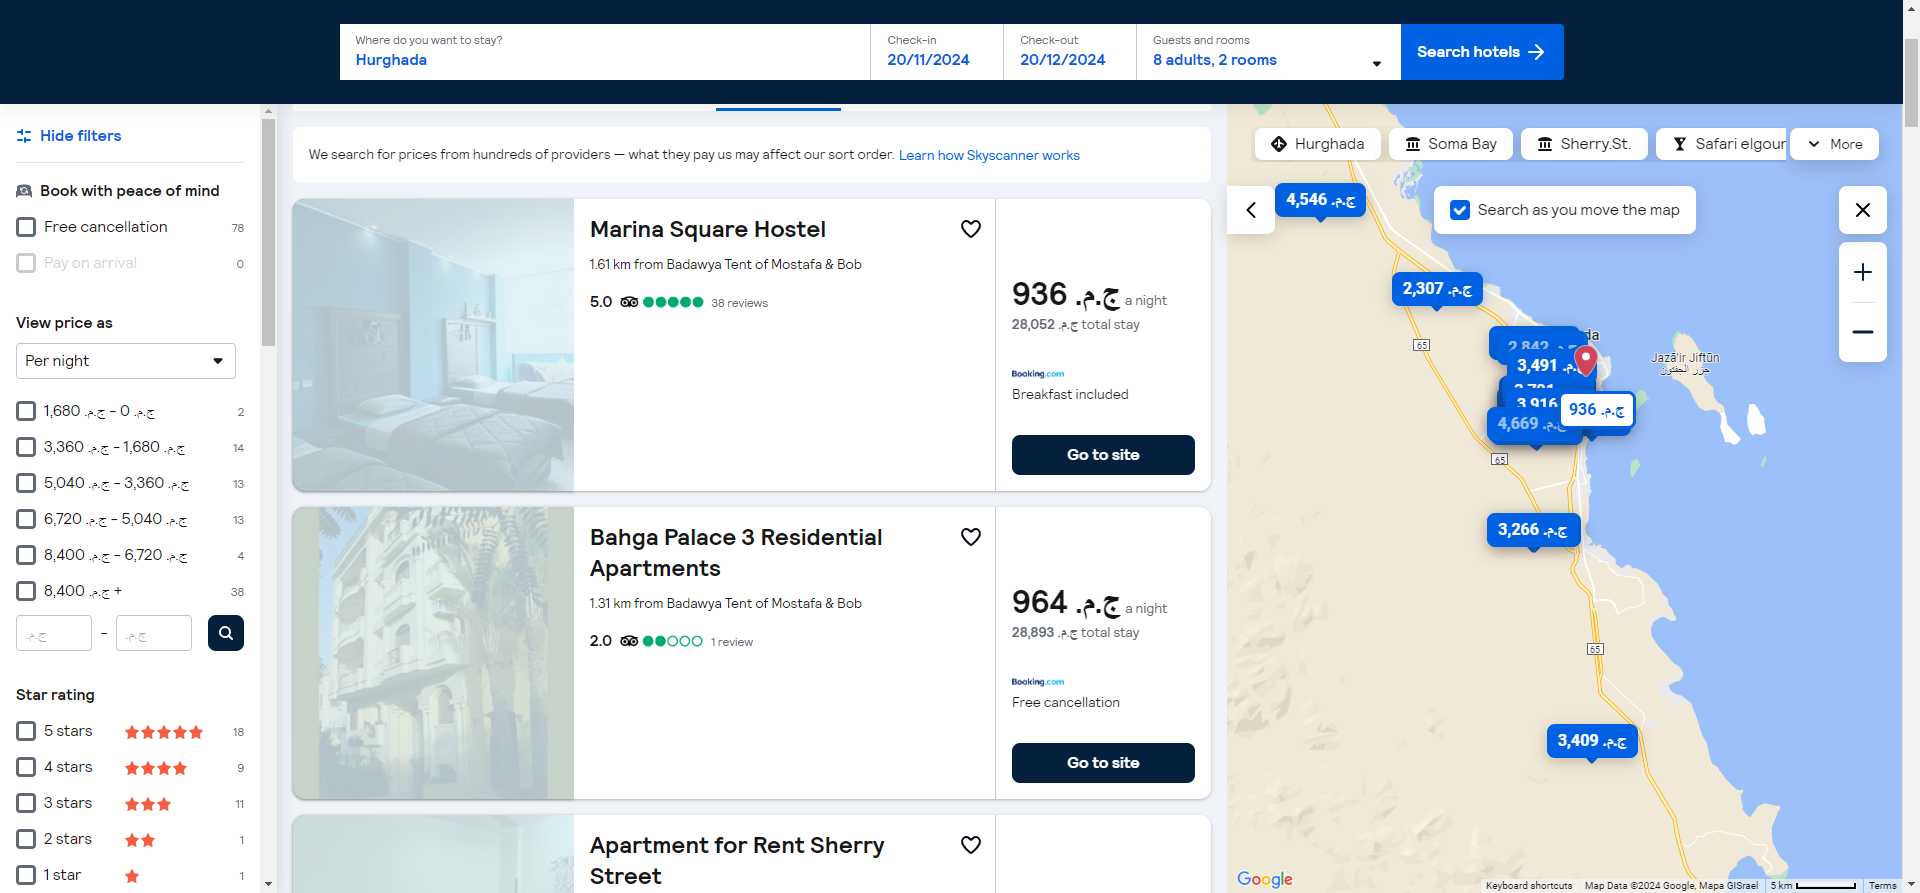 Where do you want to stay?
Hurghada
Check-in
20/11/2024
Check-out
20/12/2024
Guests and rooms
8 adults, 2 rooms
Search hotels
Hide filters
Book with peace of mind
Free cancellation 78
Pay on arrival 0
View price as
Per night
1,680 ج.م.‏ - 0 ج.م.‏ 2
3,360 ج.م.‏ - 1,680 ج.م.‏ 14
5,040 ج.م.‏ - 3,360 ج.م.‏ 13
6,720 ج.م.‏ - 5,040 ج.م.‏ 13
8,400 ج.م.‏ - 6,720 ج.م.‏ 4
8,400 ج.م.‏ + 38
ج.م.‏ - ج.م.‏
Star rating
5 stars 18
4 stars 9
3 stars 11
2 stars 1
1 star 1
We search for prices from hundreds of providers — what they pay us may affect our sort order. Learn how Skyscanner works
Marina Square Hostel
1.61 km from Badawya Tent of Mostafa & Bob
5.0 38 reviews
936 ج.م.‏ a night
28,052 ج.م.‏ total stay
Booking.com
Breakfast included
Go to site
Bahga Palace 3 Residential
Apartments
1.31 km from Badawya Tent of Mostafa & Bob
2.0 1 review
964 ج.م.‏ a night
28,893 ج.م.‏ total stay
Booking.com
Free cancellation
Go to site
Apartment for Rent Sherry
Street
Hurghada
Soma Bay
Sherry.St.
Safari elgour
More
4,546 ج.م.‏
Search as you move the map
2,307 ج.م.‏
65
2,842 ج.م.‏
da
3,491 ج.م.‏
Jazā'ir Jiftūn
جزر الجفتون
3,916
936 ج.م.‏
4,669 ج.م.‏
65
3,266 ج.م.‏
65
3,409 ج.م.‏
Google
Keyboard shortcuts
Map Data ©2024 Google, Mapa GISrael
5 km
Terms